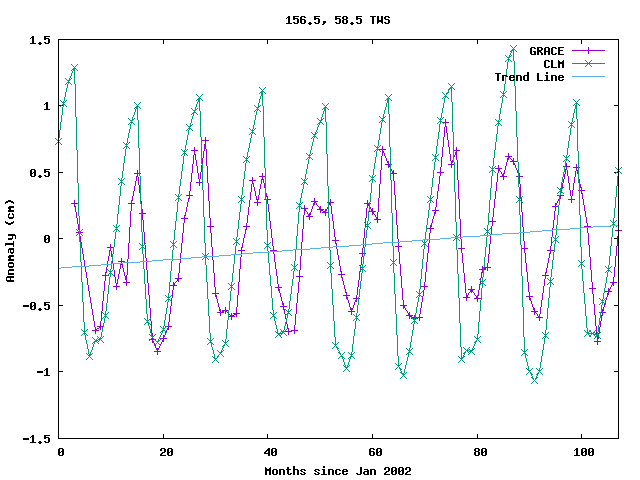 156.5, 58.5 TWS
GRACE
CLM
Trend Line
1.5
1
0.5
0
-0.5
-1
-1.5
Anomaly (cm)
0 20 40 60 80 100
Months since Jan 2002